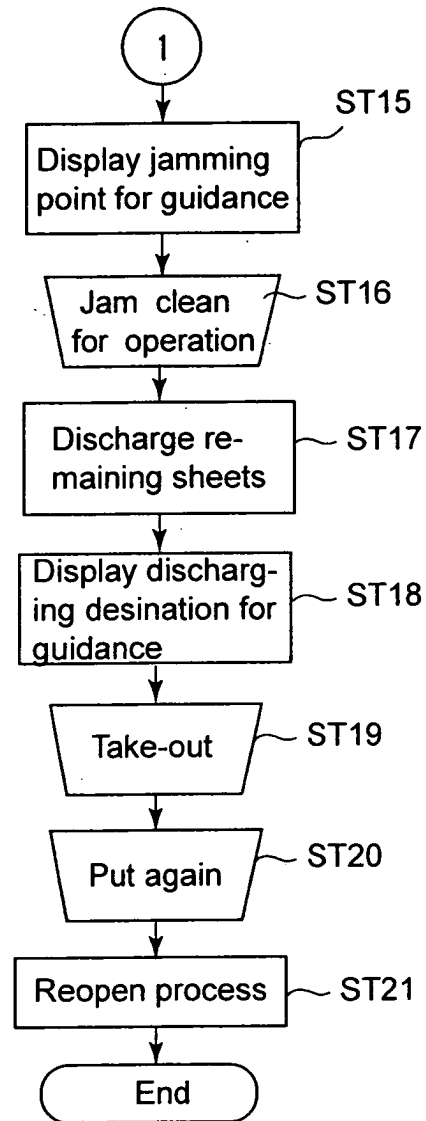 1
ST15
Display jamming
point for guidance
ST16
Jam clean
for operation
Discharge re-
maining sheets
ST17
Display discharg-
ing desination for
guidance
ST18
Take-out
ST19
Put again
ST20
Reopen process
ST21
End